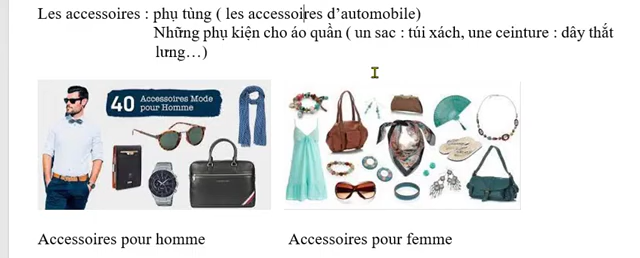 Les accessoires : phụ tùng ( les accessoires d’automobile)
Những phụ kiện cho áo quần ( un sac : túi xách, une ceinture : dây thắt
lưng…)
40 Accessoires Mode
pour Homme
Accessoires pour homme
Accessoires pour femme